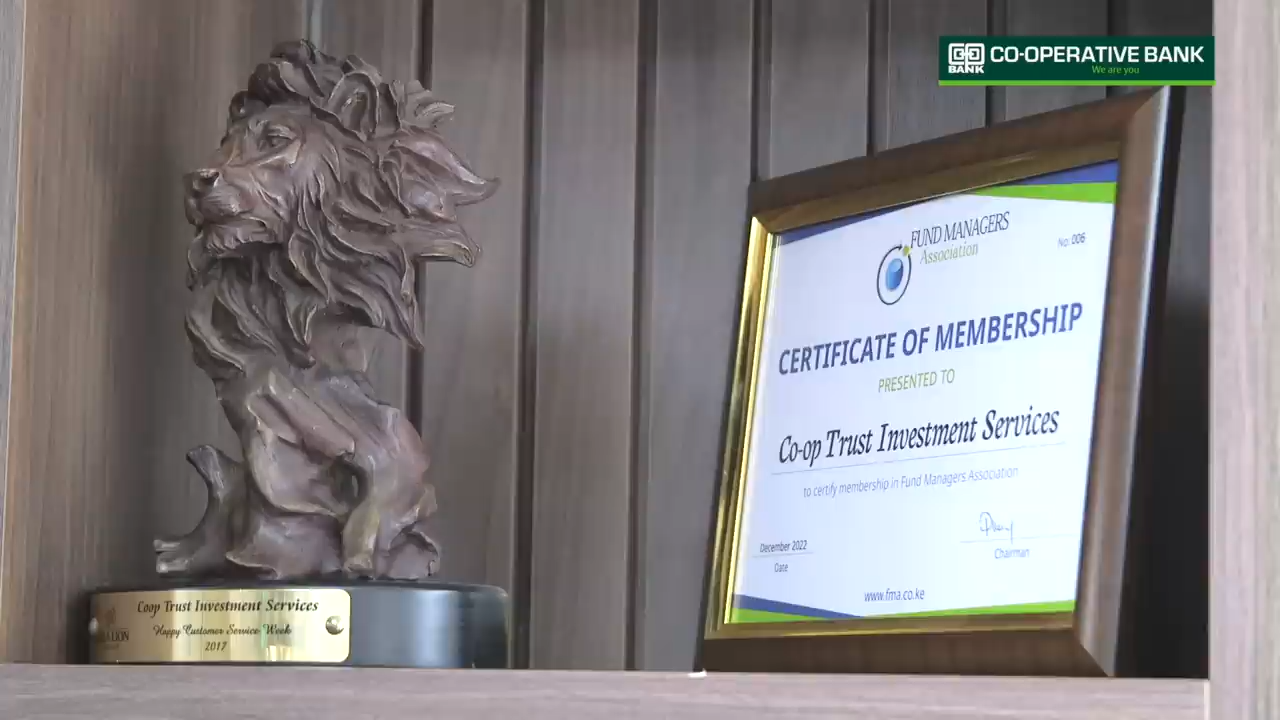 BANK
CO-OPERATIVE BANK
We are you
FUND MANAGERS
Association
No: 006
CERTIFICATE OF MEMBERSHIP
PRESENTED TO
Co-op Trust Investment Services
to certify membership in Fund Managers Association
December 2022
Date
Chairman
www.fma.co.ke
Coop Trust Investment Services
Happy Customer Service Week
2017
LION